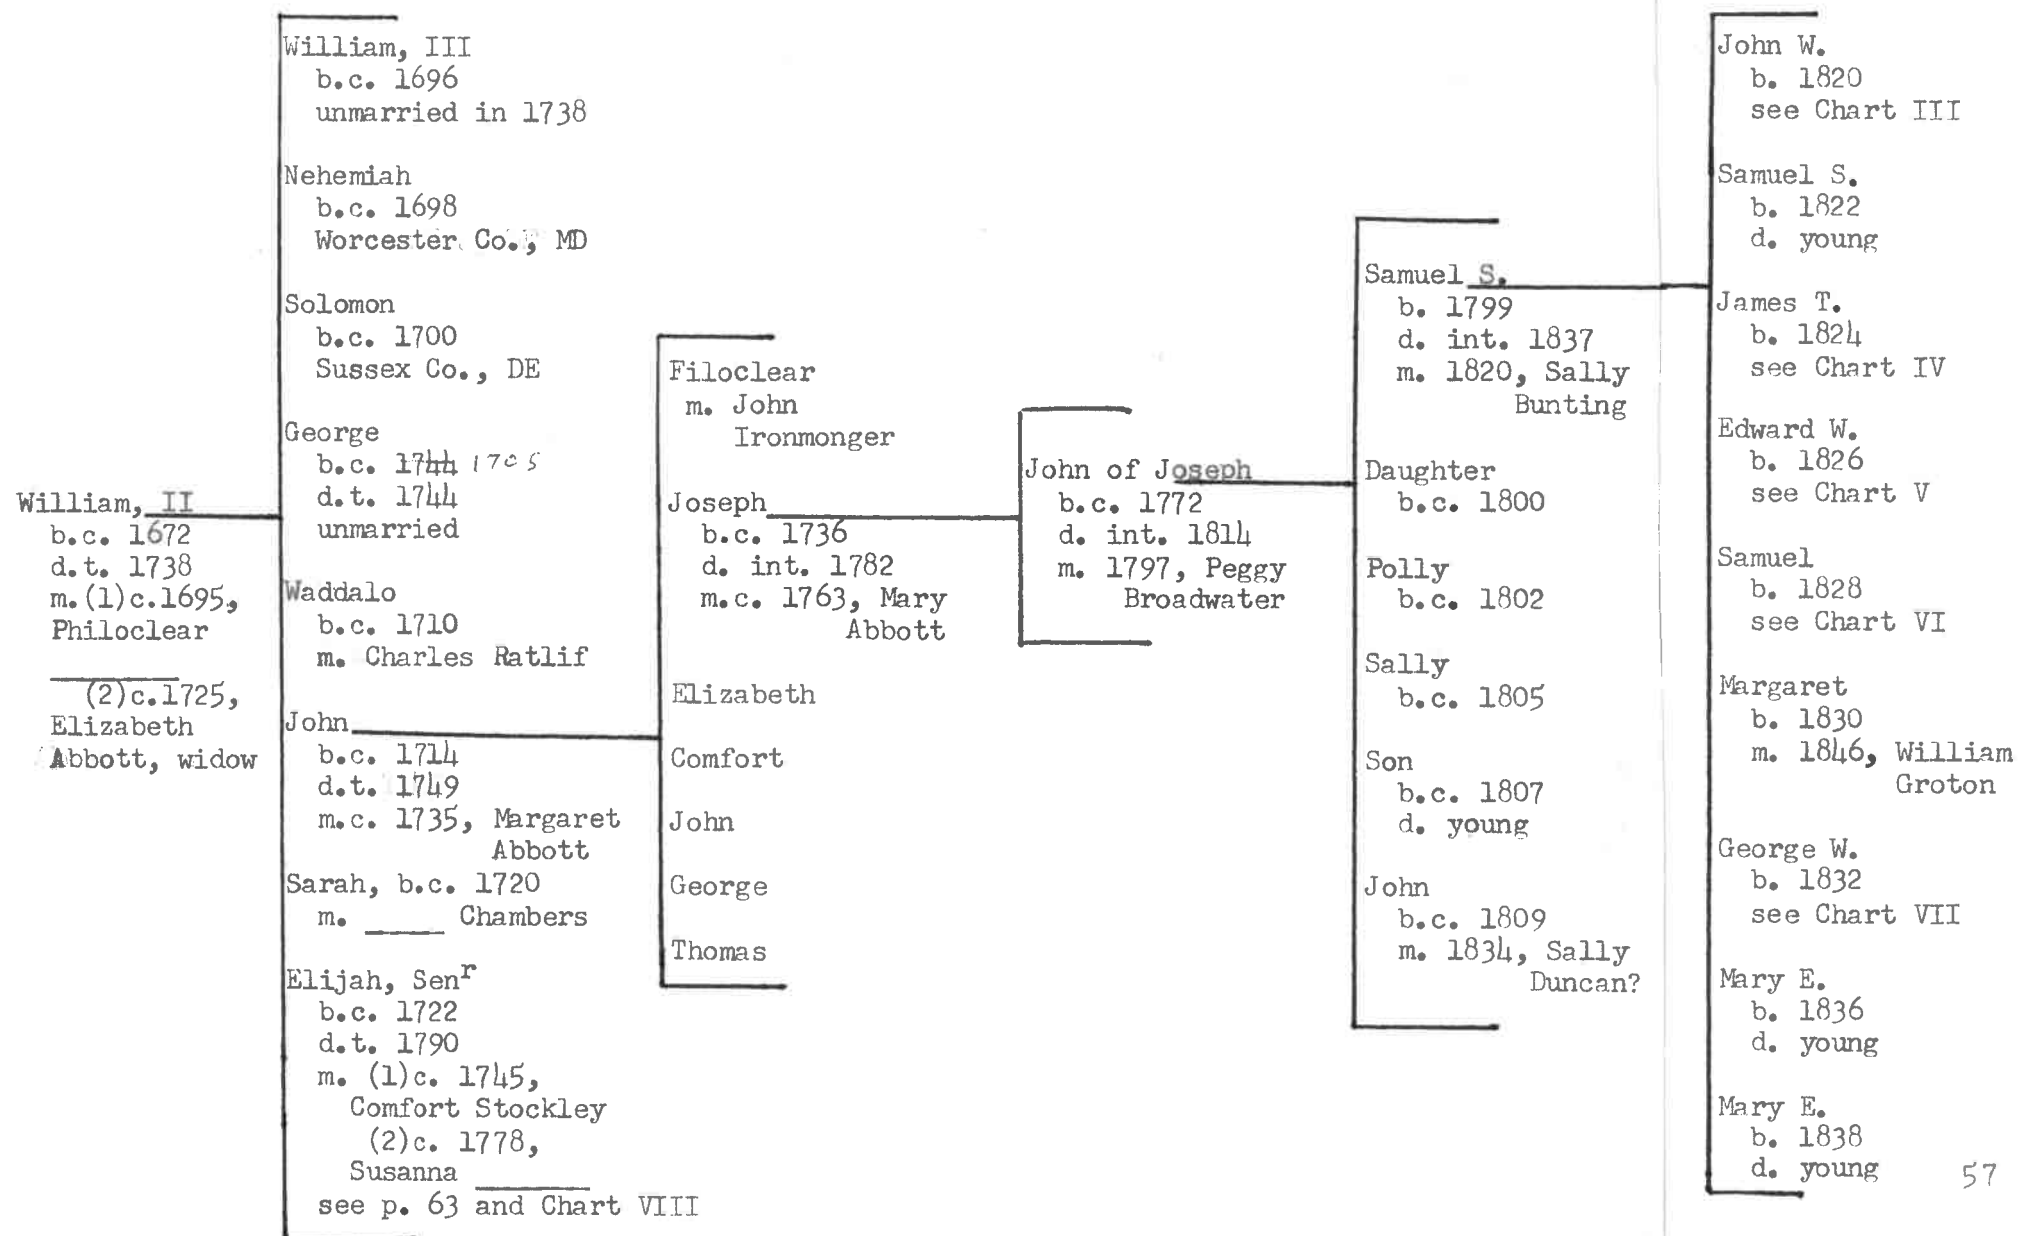 William, II
b.c. 1672
d.t. 1738
m.(1)c.1695,
Philoclear
(2)c.1725,
Elizabeth
Abbott, widow
William, III
b.c. 1696
unmarried in 1738
Nehemiah
b.c. 1698
Worcester Co., MD
Solomon
b.c. 1700
Sussex Co., DE
George
b.c. 1744 1705
d.t. 1744
unmarried
Waddalo
b.c. 1710
m. Charles Ratlif
John
b.c. 1714
d.t. 1749
m.c. 1735, Margaret
Abbott
Sarah, b.c. 1720
m. _____ Chambers
Elijah, Senr
b.c. 1722
d.t. 1790
m. (1)c. 1745,
Comfort Stockley
(2)c. 1778,
Susanna
see p. 63 and Chart VIII
Filoclear
m. John
Ironmonger
Joseph
b.c. 1736
d. int. 1782
m.c. 1763, Mary
Abbott
Elizabeth
Comfort
John
George
Thomas
John of Joseph
b.c. 1772
d. int. 1814
m. 1797, Peggy
Broadwater
Samuel S.
b. 1799
d. int. 1837
m. 1820, Sally
Bunting
Daughter
b.c. 1800
Polly
b.c. 1802
Sally
b.c. 1805
Son
b.c. 1807
d. young
John
b.c. 1809
m. 1834, Sally
Duncan?
John W.
b. 1820
see Chart III
Samuel S.
b. 1822
d. young
James T.
b. 1824
see Chart IV
Edward W.
b. 1826
see Chart V
Samuel
b. 1828
see Chart VI
Margaret
b. 1830
m. 1846, William
Groton
George W.
b. 1832
see Chart VII
Mary E.
b. 1836
d. young
Mary E.
b. 1838
d. young
57